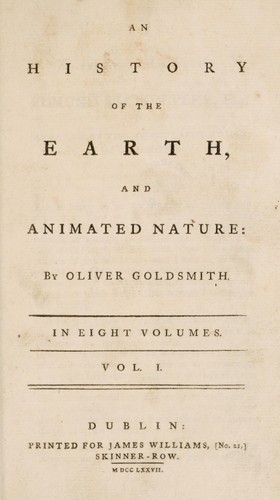 AN
HISTORY
OF THE
EARTH,
AND
ANIMATED NATURE:
By OLIVER GOLDSMITH.
IN EIGHT VOLUMES.
VOL. I.
DUBLIN:
PRINTED FOR JAMES WILLIAMS, (No. 21.)
SKINNER-ROW.
M DCC LXXVII.